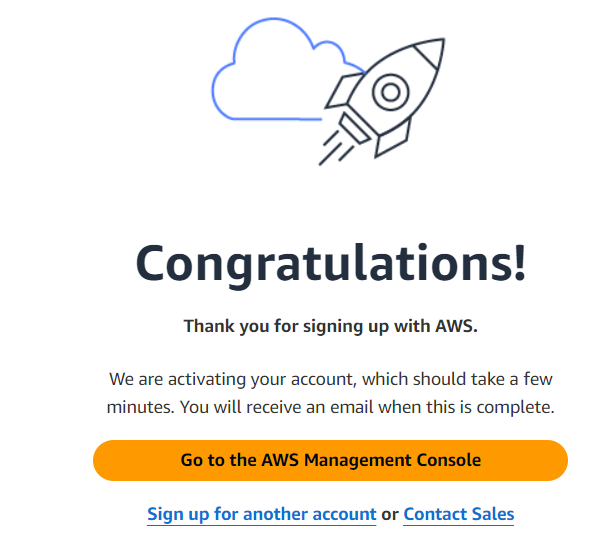 Congratulations!
Thank you for signing up with AWS.
We are activating your account, which should take a few
minutes. You will receive an email when this is complete.
Go to the AWS Management Console
Sign up for another account or Contact Sales